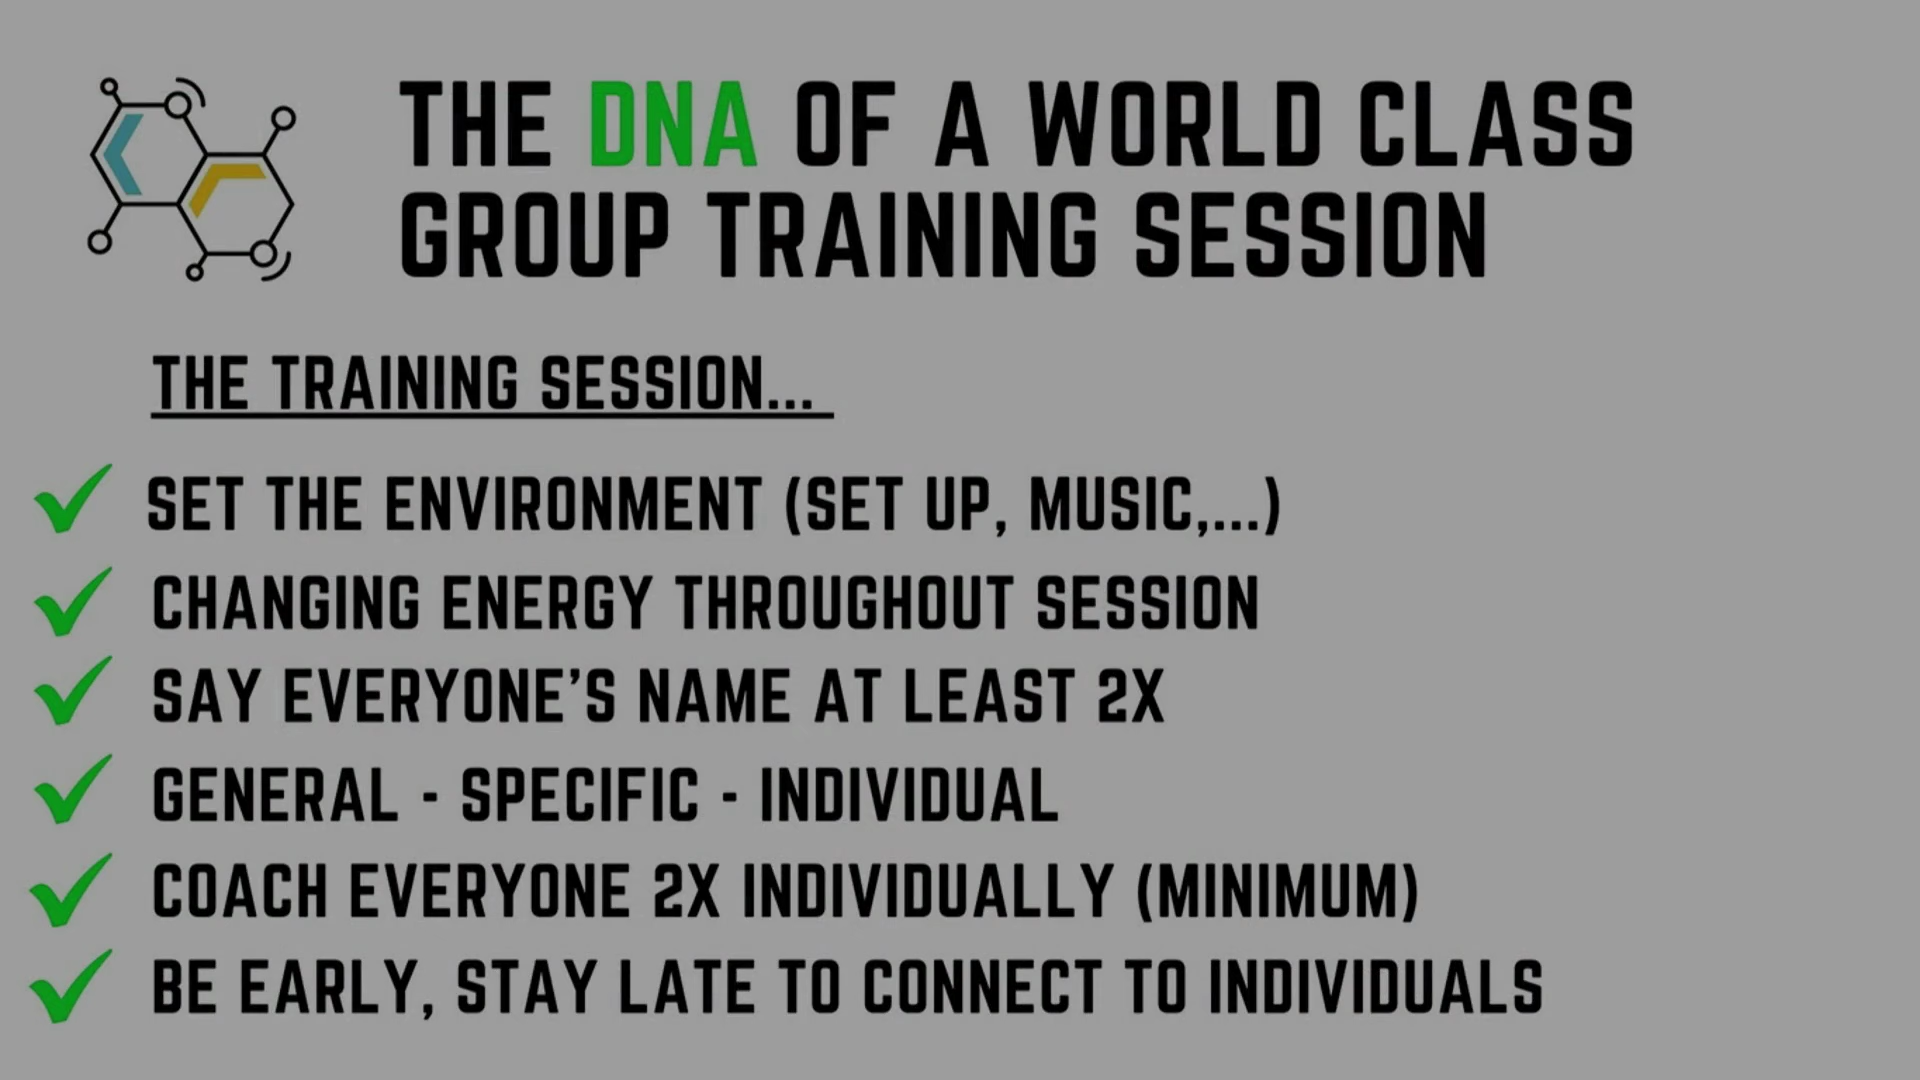 THE DNA OF A WORLD CLASS
GROUP TRAINING SESSION
THE TRAINING SESSION...
SET THE ENVIRONMENT (SET UP, MUSIC,...)
CHANGING ENERGY THROUGHOUT SESSION
SAY EVERYONE'S NAME AT LEAST 2X
GENERAL - SPECIFIC - INDIVIDUAL
COACH EVERYONE 2X INDIVIDUALLY (MINIMUM)
BE EARLY, STAY LATE TO CONNECT TO INDIVIDUALS